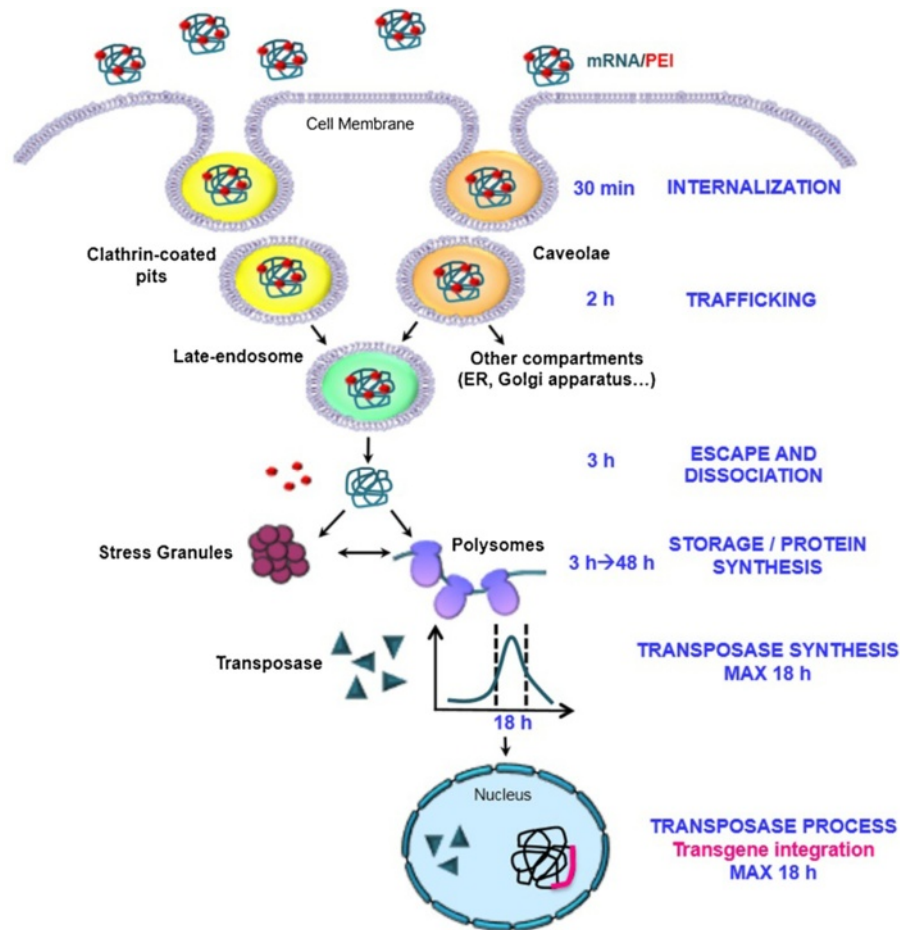 mRNA/PEI
Cell Membrane
30 min
INTERNALIZATION
Clathrin-coated
pits
Caveolae
2 h
TRAFFICKING
Late-endosome
Other compartments
(ER, Golgi apparatus...)
3 h
ESCAPE AND
DISSOCIATION
Stress Granules
Polysomes
3 h→48 h
STORAGE / PROTEIN
SYNTHESIS
Transposase
TRANSPOSASE SYNTHESIS
MAX 18 h
18 h
Nucleus
TRANSPOSASE PROCESS
Transgene integration
MAX 18 h